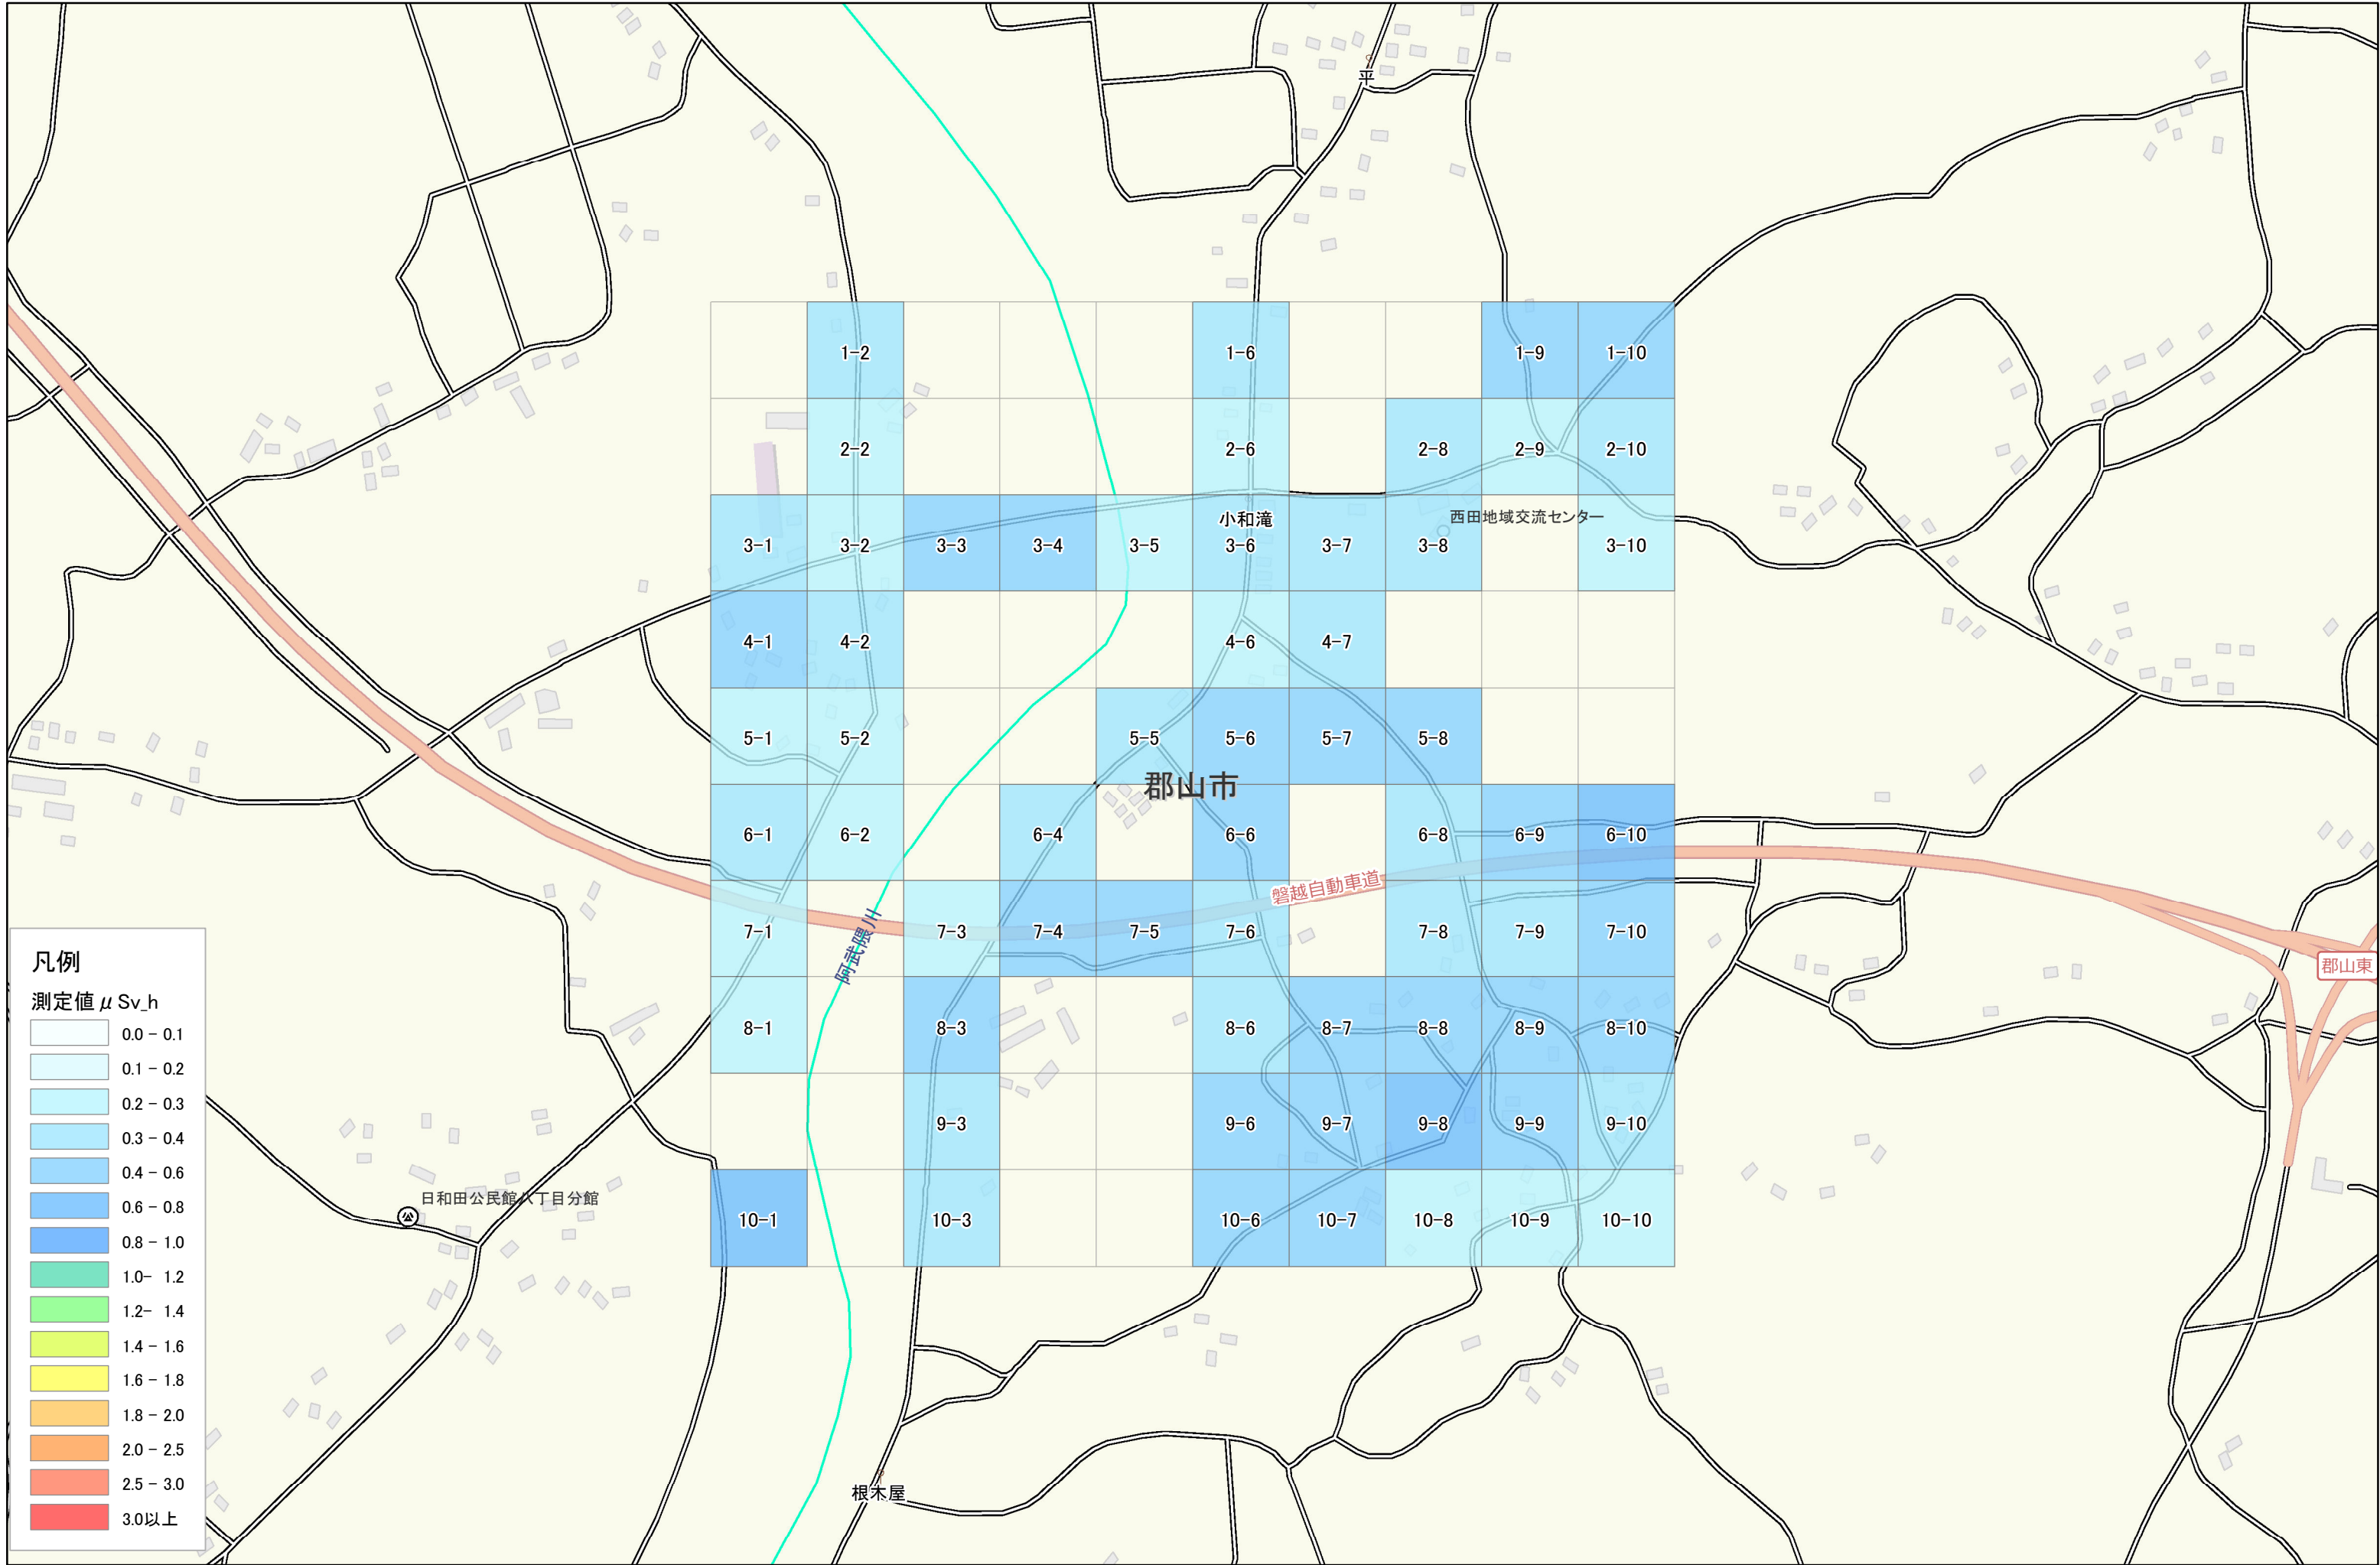 平
1-2
1-6
1-9
1-10
2-2
2-6
2-8
2-9
2-10
小和滝
西田地域交流センター
3-1
3-2
3-3
3-4
3-5
3-6
3-7
3-8
3-10
4-1
4-2
4-6
4-7
5-1
5-2
5-5
5-6
5-7
5-8
郡山市
6-1
6-2
6-4
6-6
6-8
6-9
6-10
磐越自動車道
7-1
7-3
7-4
7-5
7-6
7-8
7-9
7-10
阿武隈川
郡山東
8-1
8-3
8-6
8-7
8-8
8-9
8-10
9-3
9-6
9-7
9-8
9-9
9-10
日和田公民館八丁目分館
10-1
10-3
10-6
10-7
10-8
10-9
10-10
根木屋
凡例
測定値 μ Sv_h
0.0 - 0.1
0.1 - 0.2
0.2 - 0.3
0.3 - 0.4
0.4 - 0.6
0.6 - 0.8
0.8 - 1.0
1.0- 1.2
1.2- 1.4
1.4 - 1.6
1.6 - 1.8
1.8 - 2.0
2.0 - 2.5
2.5 - 3.0
3.0以上